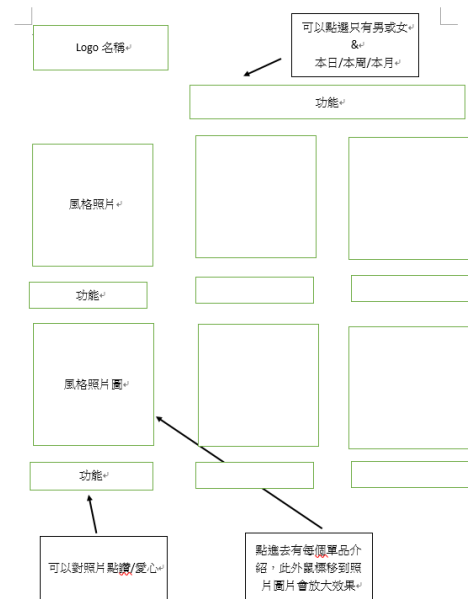 Logo 名稱
可以點選只有男或女
&
本日/本周/本月
功能
風格照片
功能
風格照片圖
功能
可以對照片點讚/愛心
點進去有每個單品介
紹，此外鼠標移到照
片圖片會放大效果